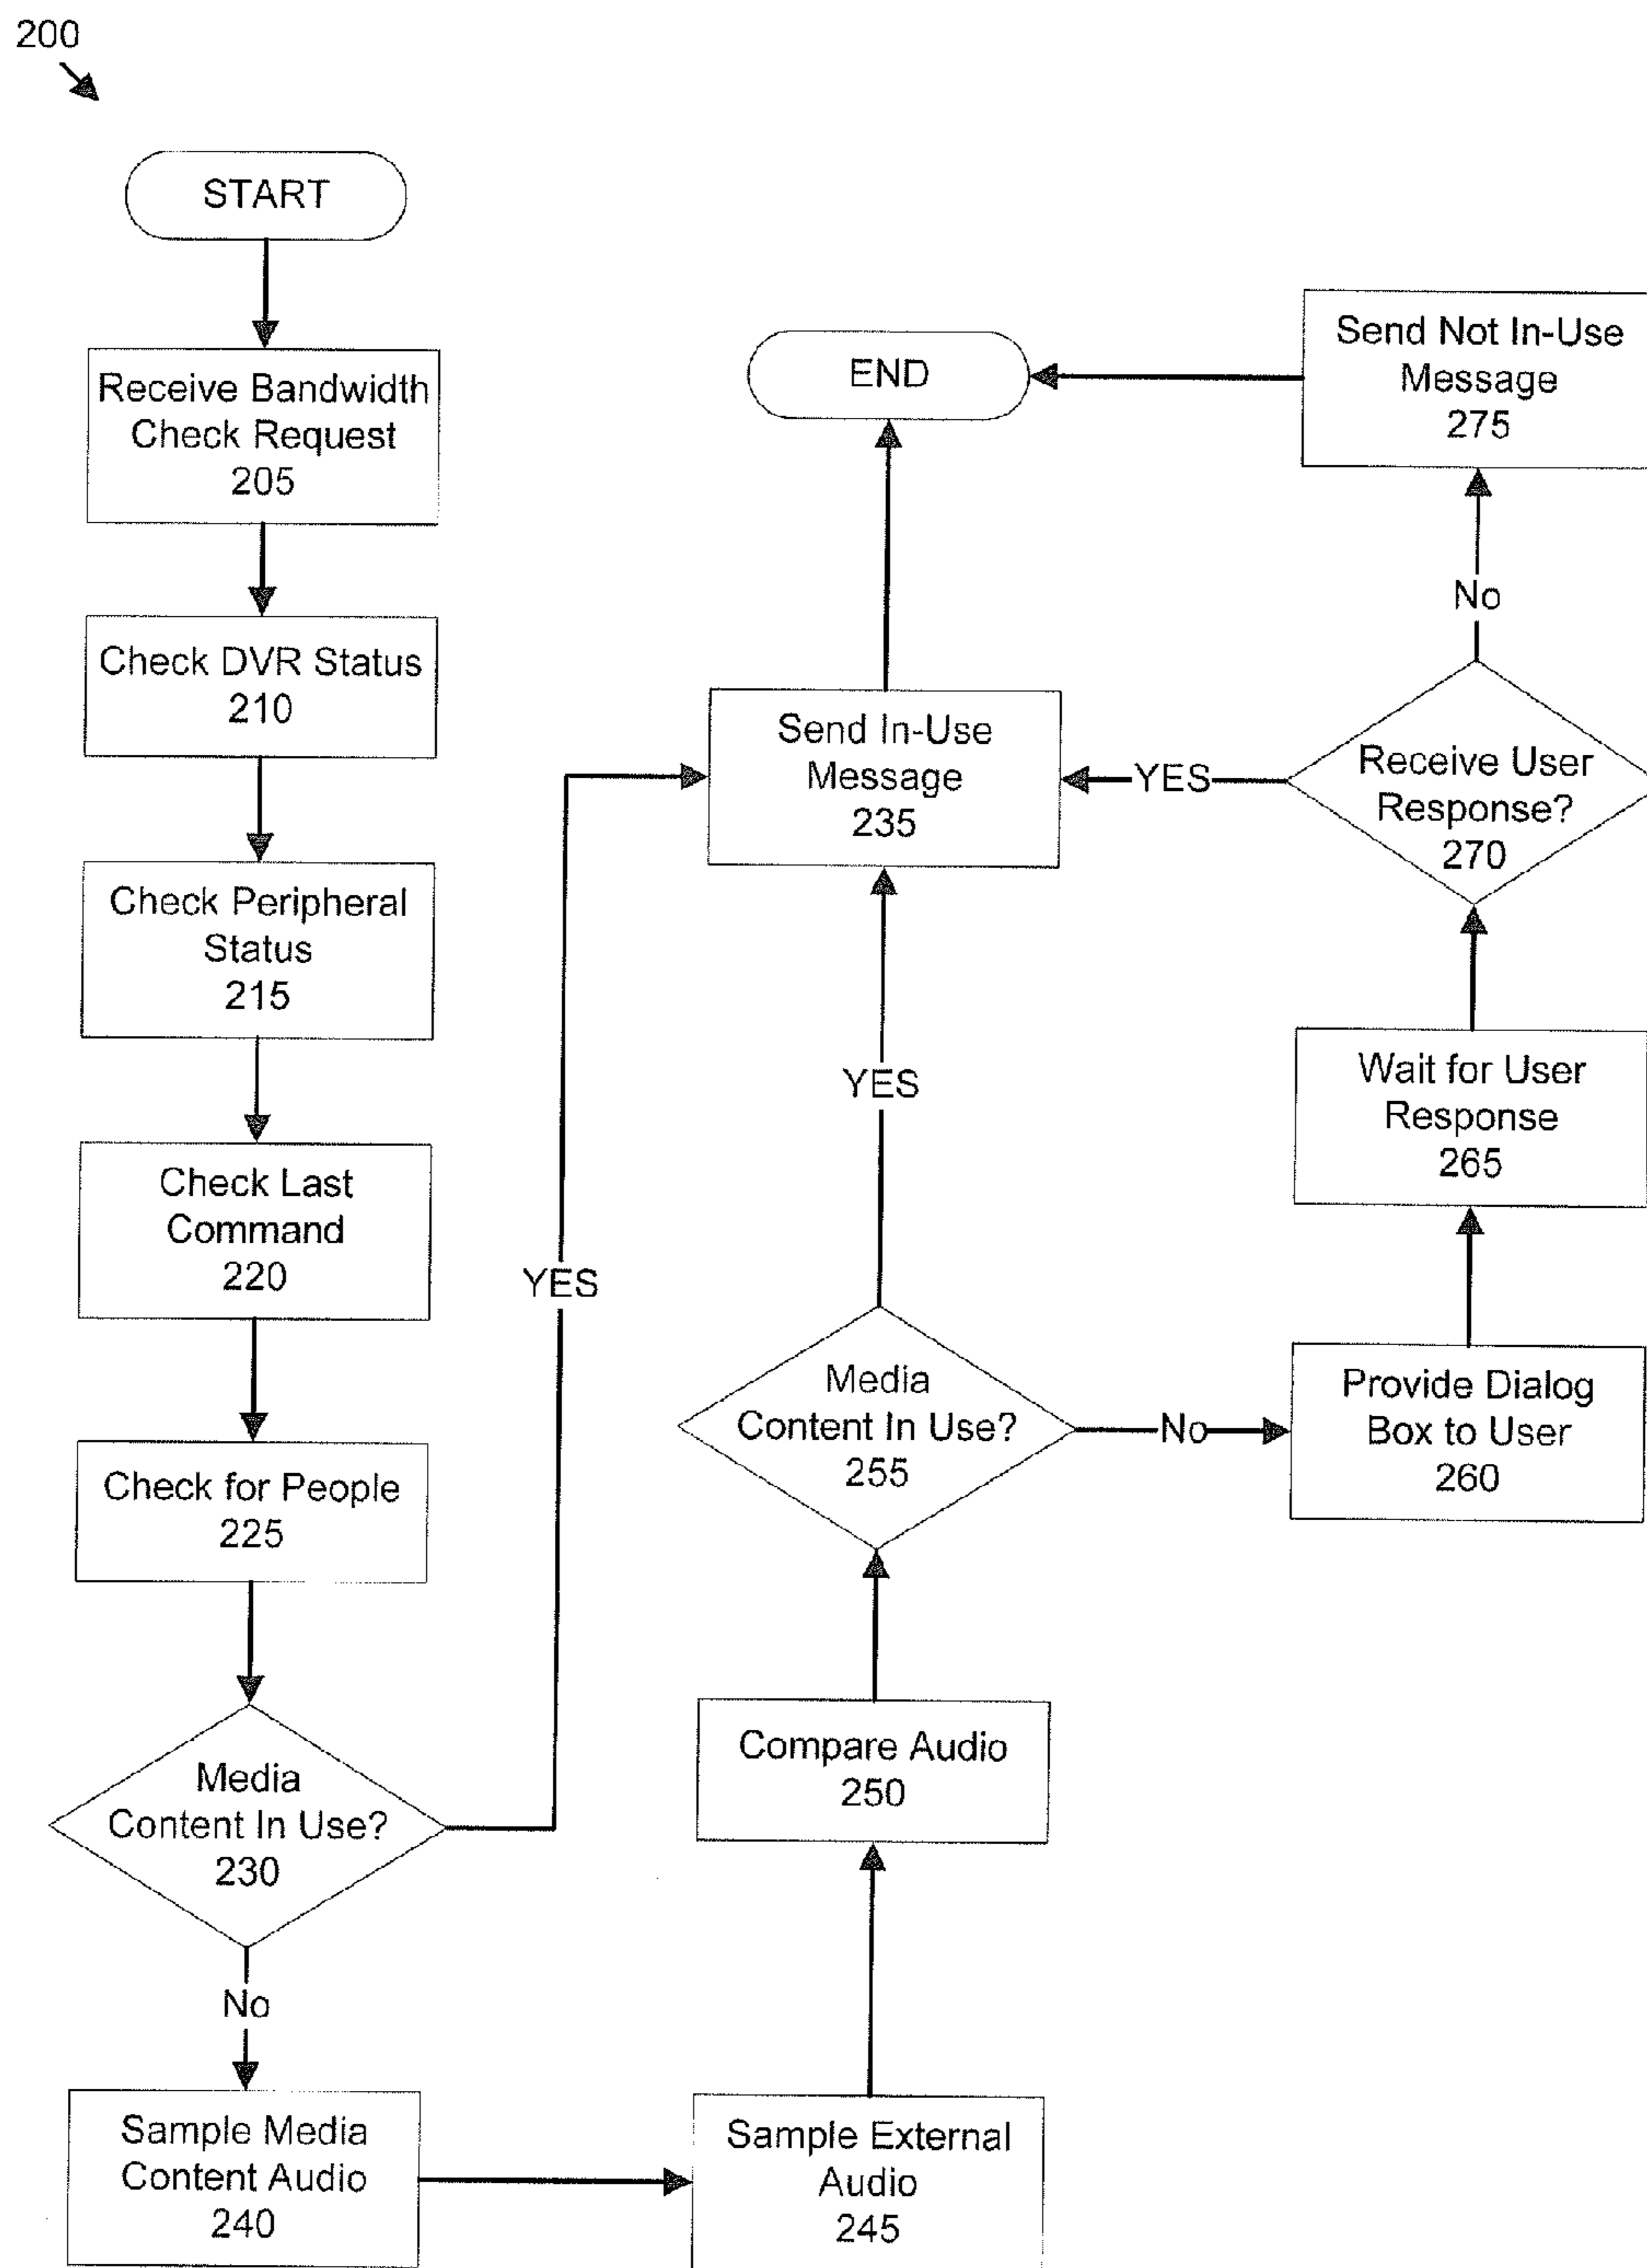 200
START
Receive Bandwidth
Check Request
205
Check DVR Status
210
Check Peripheral
Status
215
Check Last
Command
220
Check for People
225
Media
Content In Use?
230
YES
No
Sample Media
Content Audio
240
Sample External
Audio
245
Compare Audio
250
Media
Content In Use?
255
YES
No
Send In-Use
Message
235
END
Provide Dialog
Box to User
260
Wait for User
Response
265
Receive User
Response?
270
YES
No
Send Not In-Use
Message
275